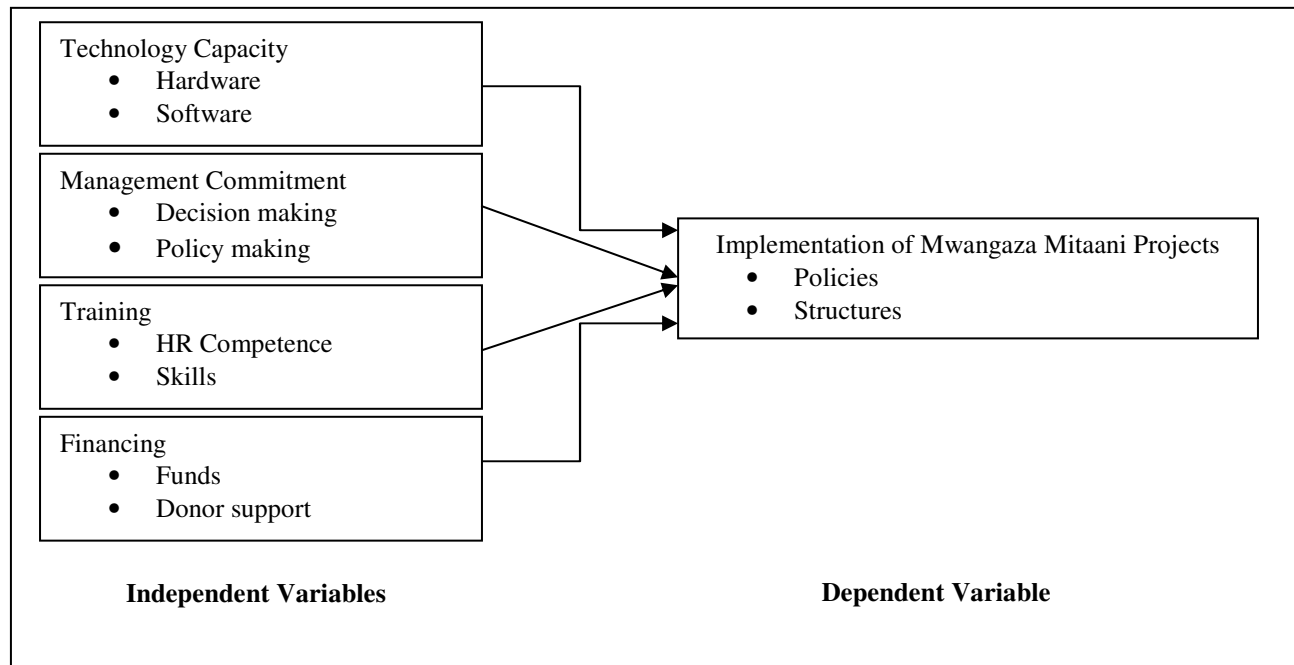 Technology Capacity
• Hardware
• Software
Management Commitment
• Decision making
• Policy making
Training
• HR Competence
• Skills
Financing
• Funds
• Donor support
Implementation of Mwangaza Mitaani Projects
• Policies
• Structures
Independent Variables
Dependent Variable